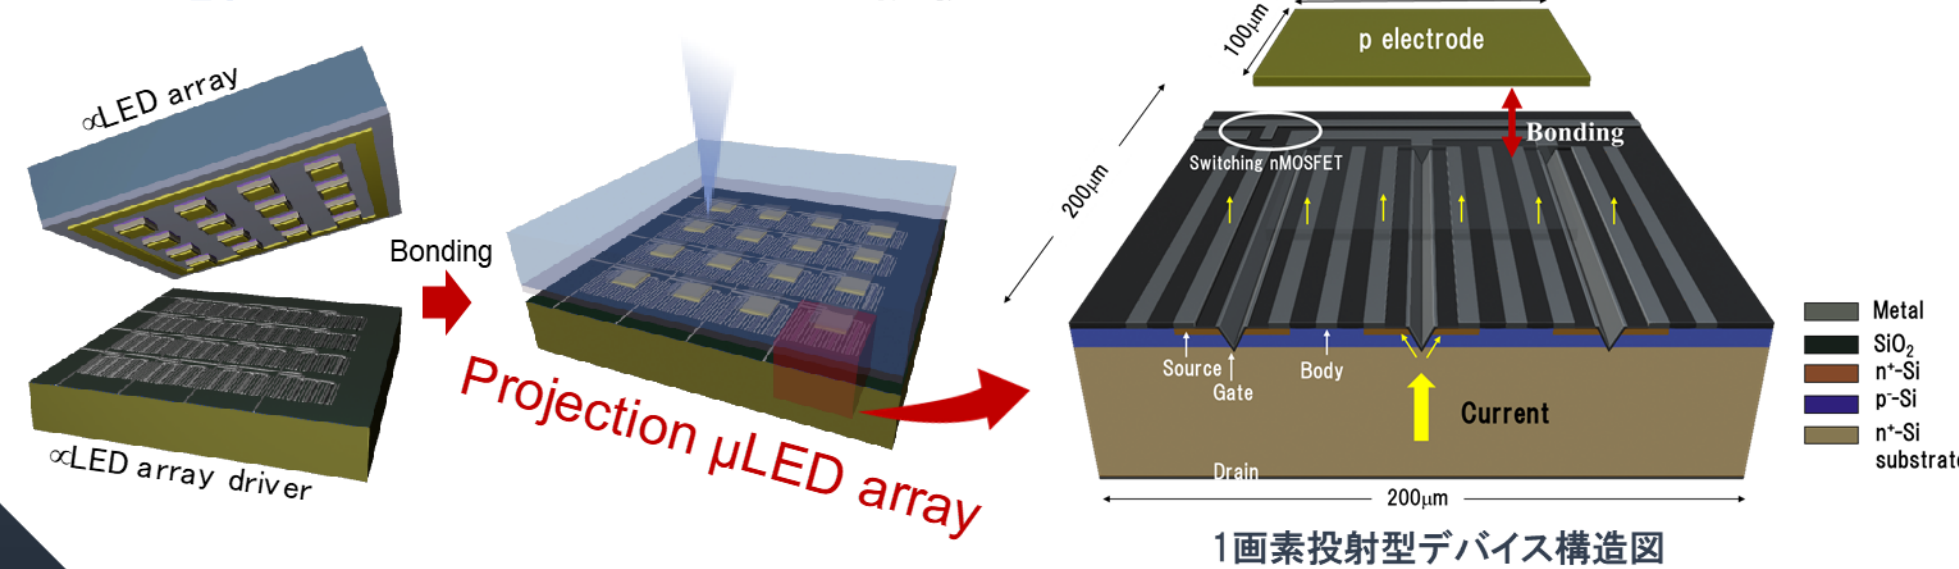 ∝LED array
Bonding
∝LED array driver
Projection μLED array
100μm
p electrode
200μm
Bonding
Switching nMOSFET
Source
Gate
Body
Current
Drain
200μm
Metal
SiO₂
n⁺-Si
p⁻-Si
n⁺-Si
substrate
1画素投射型デバイス構造図